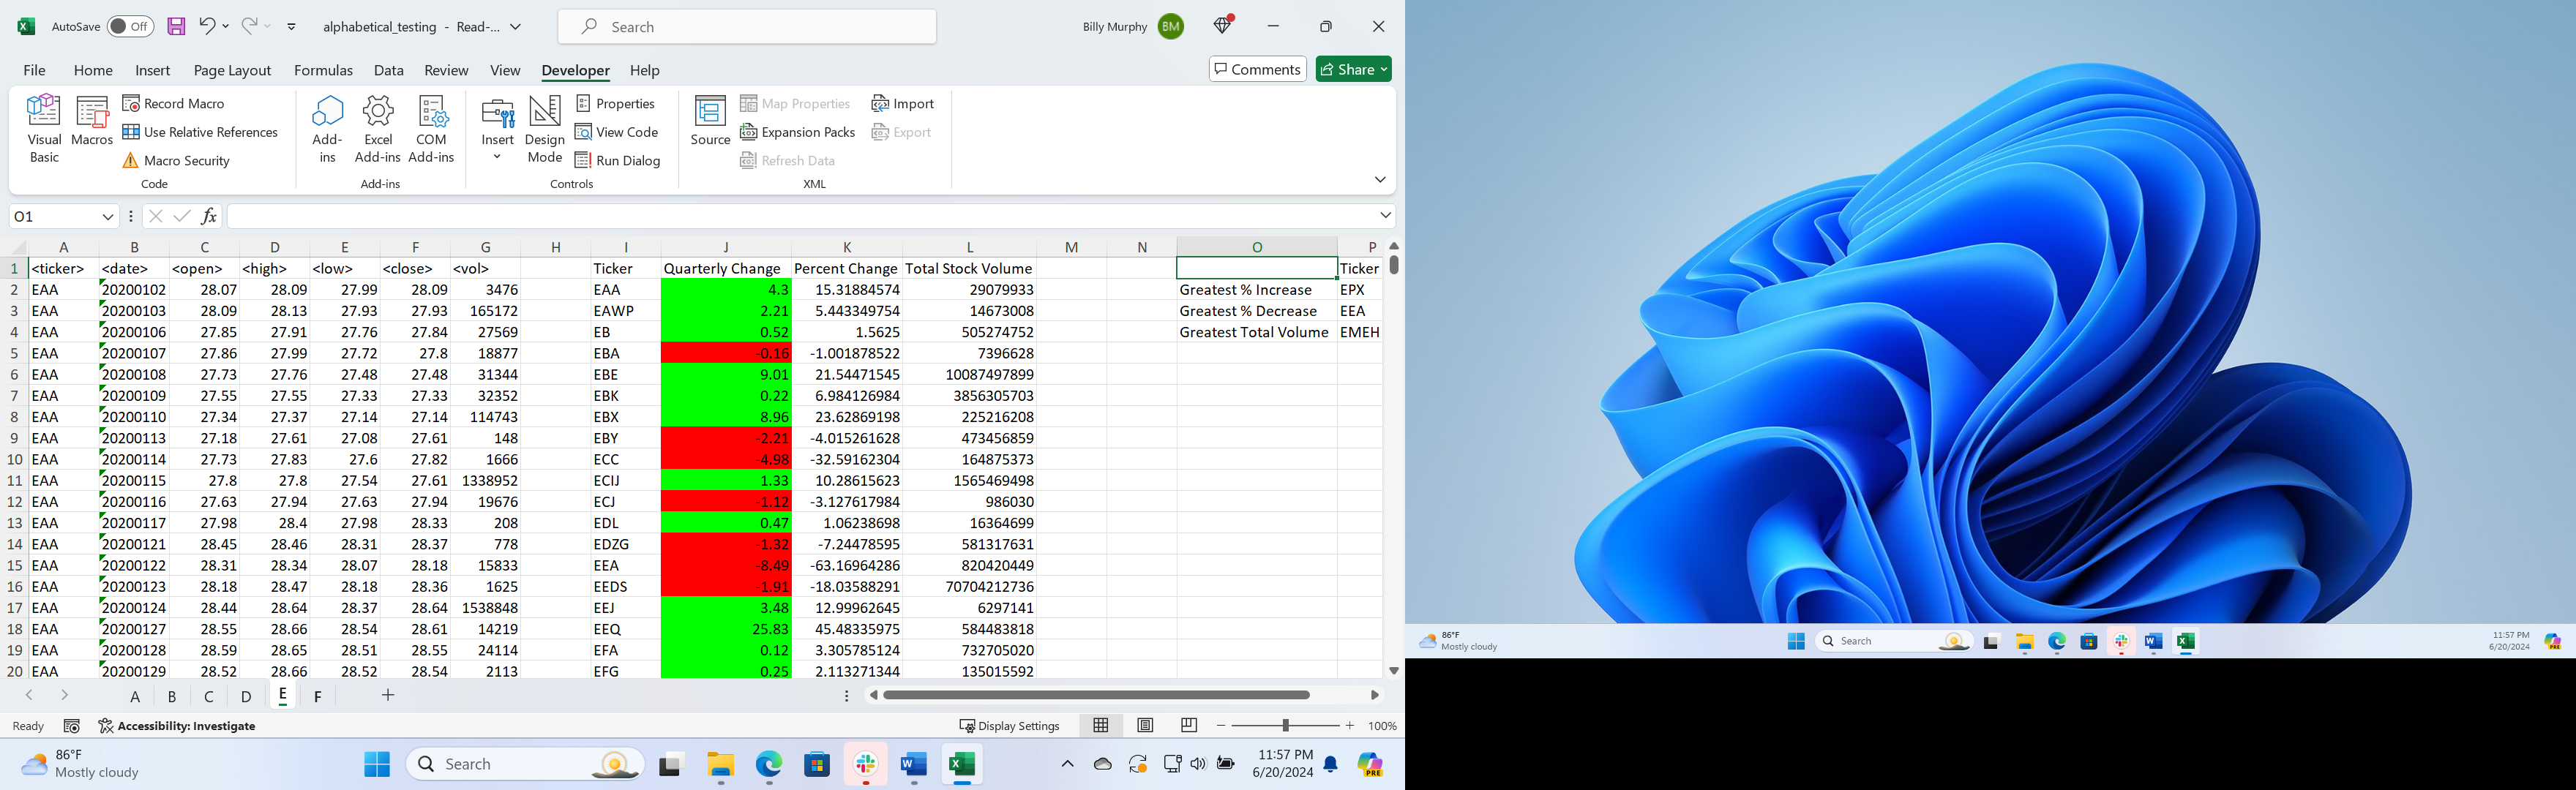 AutoSave Off alphabetical_testing - Read-... Search Billy Murphy BM
File Home Insert Page Layout Formulas Data Review View Developer Help Comments Share
Visual Basic
Macros
Record Macro
Use Relative References
Macro Security
Code
Add-ins
Excel Add-ins
COM Add-ins
Add-ins
Insert
Design Mode
Properties
View Code
Run Dialog
Controls
Source
Map Properties
Expansion Packs
Refresh Data
Import
Export
XML
O1 fx
A B C D E F G H I J K L M N O P
1 <ticker> <date> <open> <high> <low> <close> <vol> Ticker Quarterly Change Percent Change Total Stock Volume Ticker
2 EAA 20200102 28.07 28.09 27.99 28.09 3476 EAA 4.3 15.31884574 29079933 Greatest % Increase EPX
3 EAA 20200103 28.09 28.13 27.93 27.93 165172 EAWP 2.21 5.443349754 14673008 Greatest % Decrease EEA
4 EAA 20200106 27.85 27.91 27.76 27.84 27569 EB 0.52 1.5625 505274752 Greatest Total Volume EMEH
5 EAA 20200107 27.86 27.99 27.72 27.8 18877 EBA -0.16 -1.001878522 7396628
6 EAA 20200108 27.73 27.76 27.48 27.48 31344 EBE 9.01 21.54471545 10087497899
7 EAA 20200109 27.55 27.55 27.33 27.33 32352 EBK 0.22 6.984126984 3856305703
8 EAA 20200110 27.34 27.37 27.14 27.14 114743 EBX 8.96 23.62869198 225216208
9 EAA 20200113 27.18 27.61 27.08 27.61 148 EBY -2.21 -4.015261628 473456859
10 EAA 20200114 27.73 27.83 27.6 27.82 1666 ECC -4.98 -32.59162304 164875373
11 EAA 20200115 27.8 27.8 27.54 27.61 1338952 ECIJ 1.33 10.28615623 1565469498
12 EAA 20200116 27.63 27.94 27.63 27.94 19676 ECJ -1.12 -3.127617984 986030
13 EAA 20200117 27.98 28.4 27.98 28.33 208 EDL 0.47 1.06238698 16364699
14 EAA 20200121 28.45 28.46 28.31 28.37 778 EDZG -1.32 -7.24478595 581317631
15 EAA 20200122 28.31 28.34 28.07 28.18 15833 EEA -8.49 -63.16964286 820420449
16 EAA 20200123 28.18 28.47 28.18 28.36 1625 EEDS -1.91 -18.03588291 70704212736
17 EAA 20200124 28.44 28.64 28.37 28.64 1538848 EEJ 3.48 12.99962645 6297141
18 EAA 20200127 28.55 28.66 28.54 28.61 14219 EEQ 25.83 45.48335975 584483818
19 EAA 20200128 28.59 28.65 28.51 28.55 24114 EFA 0.12 3.305785124 732705020
20 EAA 20200129 28.52 28.66 28.52 28.54 2113 EFG 0.25 2.113271344 135015592
A B C D E F +
Ready Accessibility: Investigate Display Settings 100%
86°F
Mostly cloudy
Search
11:57 PM
6/20/2024
PRE
86°F
Mostly cloudy
Search
11:57 PM
6/20/2024
PRE